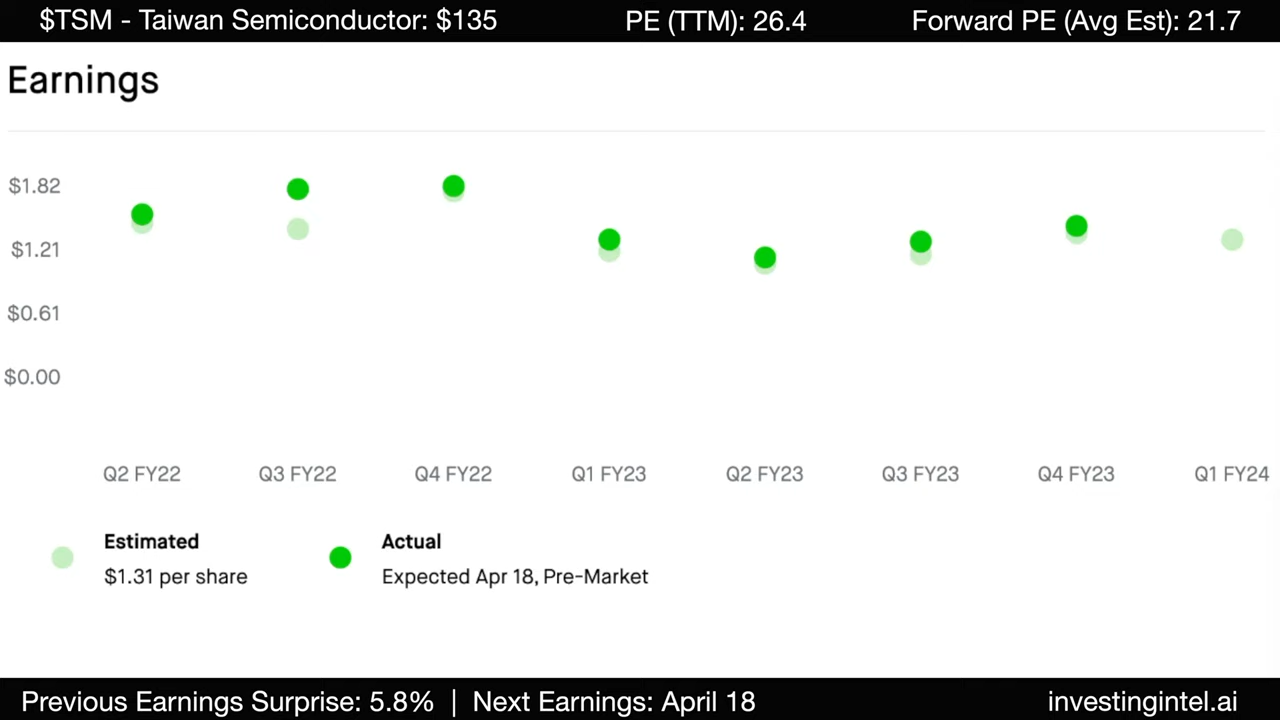 $TSM - Taiwan Semiconductor: $135 PE (TTM): 26.4 Forward PE (Avg Est): 21.7
Earnings
$1.82
$1.21
$0.61
$0.00
Q2 FY22 Q3 FY22 Q4 FY22 Q1 FY23 Q2 FY23 Q3 FY23 Q4 FY23 Q1 FY24
Estimated Actual
$1.31 per share Expected Apr 18, Pre-Market
Previous Earnings Surprise: 5.8% | Next Earnings: April 18 investingintel.ai